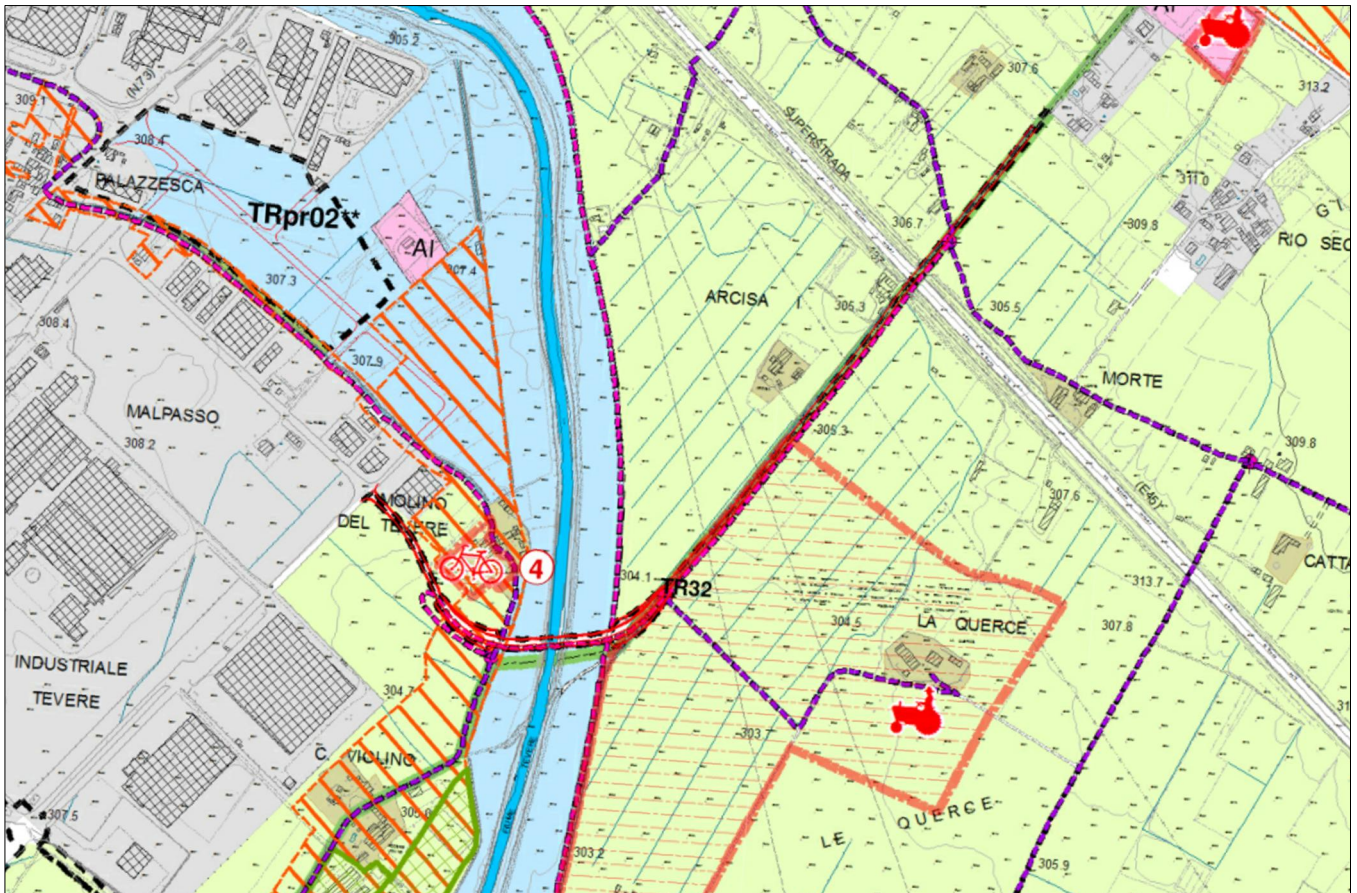 305.2
AI
307.6
313.2
(N73)
309.1
308.4
SUPERSTRADA
PALAZZESCA
311.0
TRpr02**
306.7
309.8
RIO SEC
AI
307.4
307.3
ARCISA
305.3
305.5
308.4
307.9
MORTE
MALPASSO
308.2
305.3
309.8
MOLINO
DEL TEVERE
(E45)
307.6
4
CATTA
304.1
TR32
313.7
304.5
LA QUERCE
307.8
INDUSTRIALE
TEVERE
304.7
303
C. VIOLINO
TEVERE
FIUME
307.5
LE QUERCE
303.2
305.9